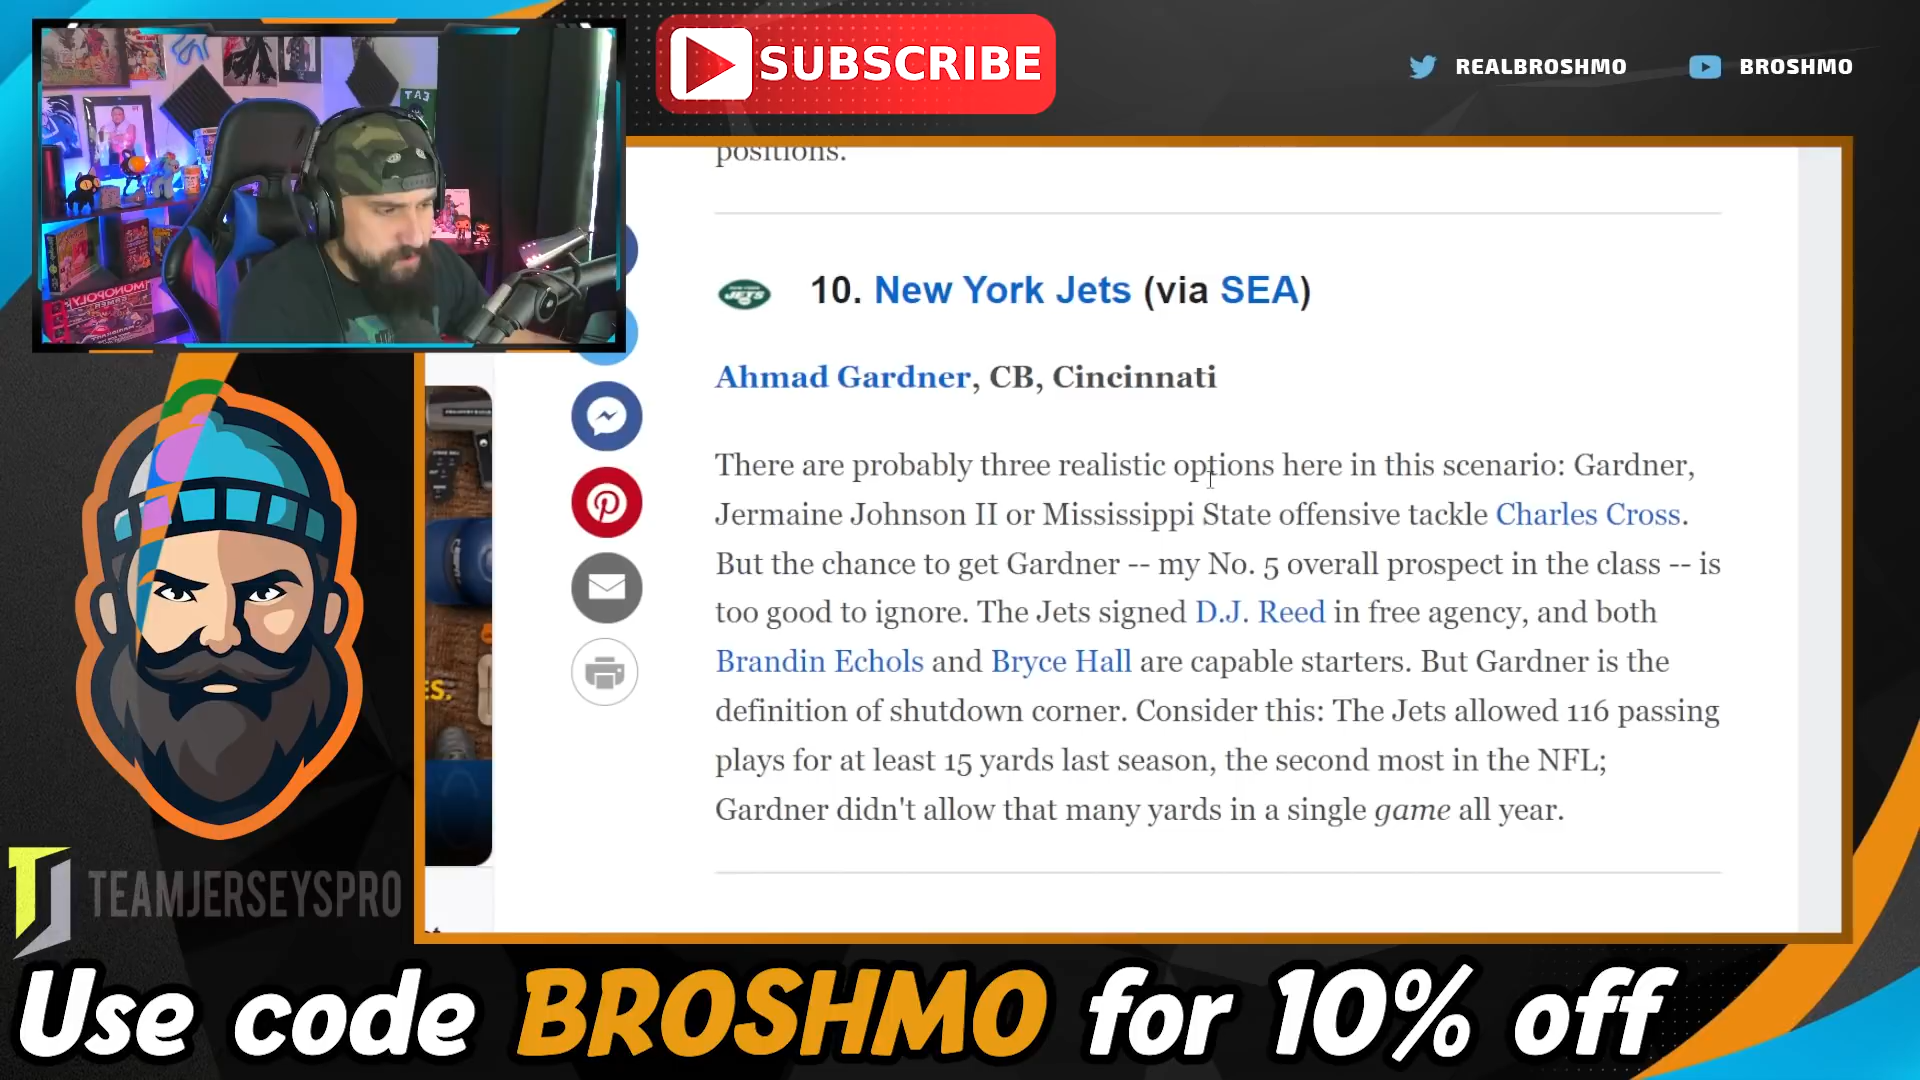 SUBSCRIBE
REALBROSHMO
BROSHMO
EAT
MONOPOLY
positions.
JETS
10. New York Jets (via SEA)
Ahmad Gardner, CB, Cincinnati
There are probably three realistic options here in this scenario: Gardner,
Jermaine Johnson II or Mississippi State offensive tackle Charles Cross.
But the chance to get Gardner -- my No. 5 overall prospect in the class -- is
too good to ignore. The Jets signed D.J. Reed in free agency, and both
Brandin Echols and Bryce Hall are capable starters. But Gardner is the
definition of shutdown corner. Consider this: The Jets allowed 116 passing
plays for at least 15 yards last season, the second most in the NFL;
Gardner didn't allow that many yards in a single game all year.
ES.
TJ TEAMJERSEYSPRO
Use code BROSHMO for 10% off